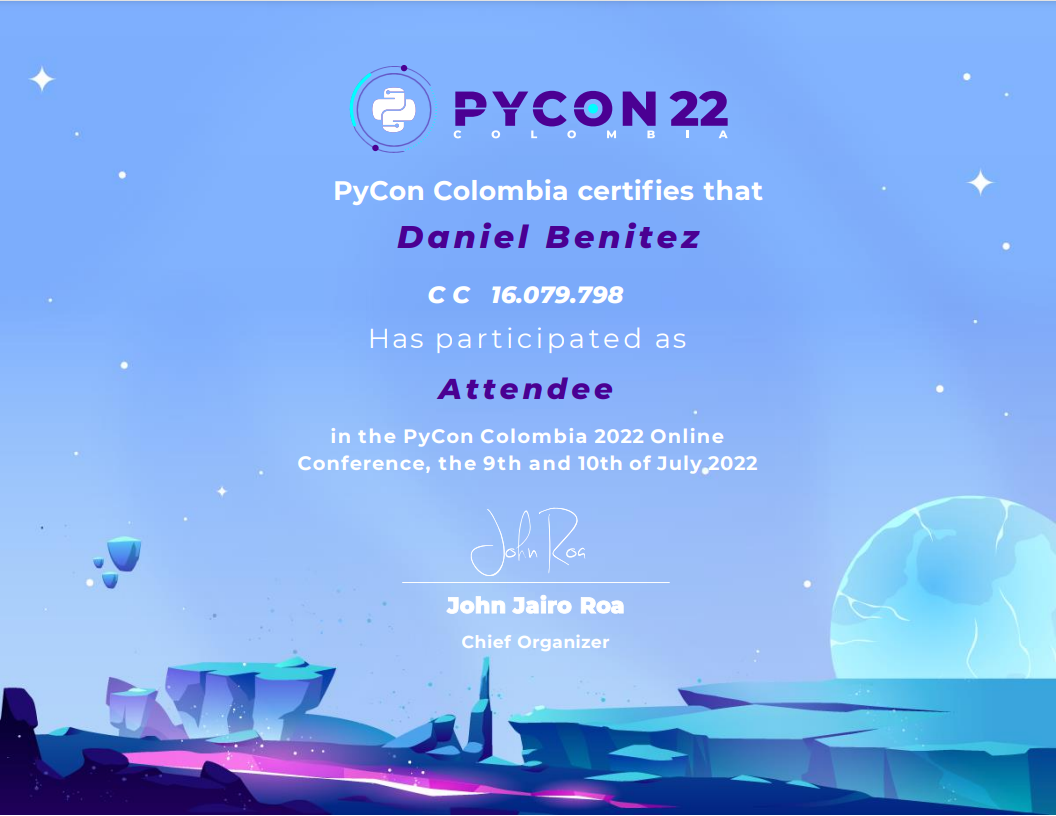 PYCON 22
COLOMBIA
PyCon Colombia certifies that
Daniel Benitez
C C 16.079.798
Has participated as
Attendee
in the PyCon Colombia 2022 Online
Conference, the 9th and 10th of July,2022
John Roa
John Jairo Roa
Chief Organizer